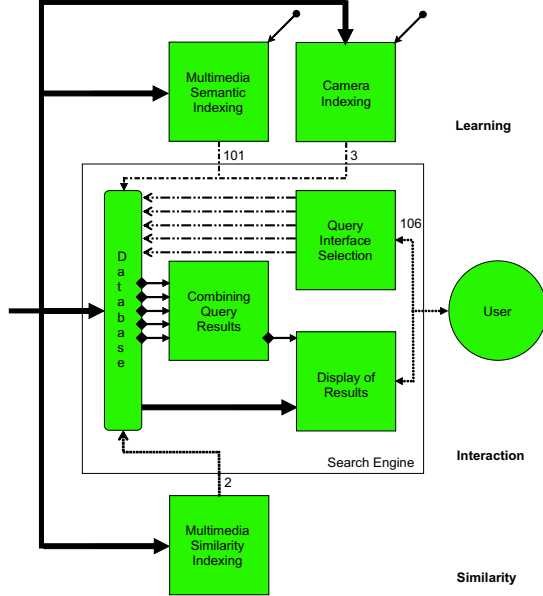 Multimedia
Semantic
Indexing
Camera
Indexing
Learning
101
3
Query
Interface
Selection
106
D
a
t
a
b
a
s
e
Combining
Query
Results
User
Display of
Results
Search Engine
Interaction
2
Multimedia
Similarity
Indexing
Similarity